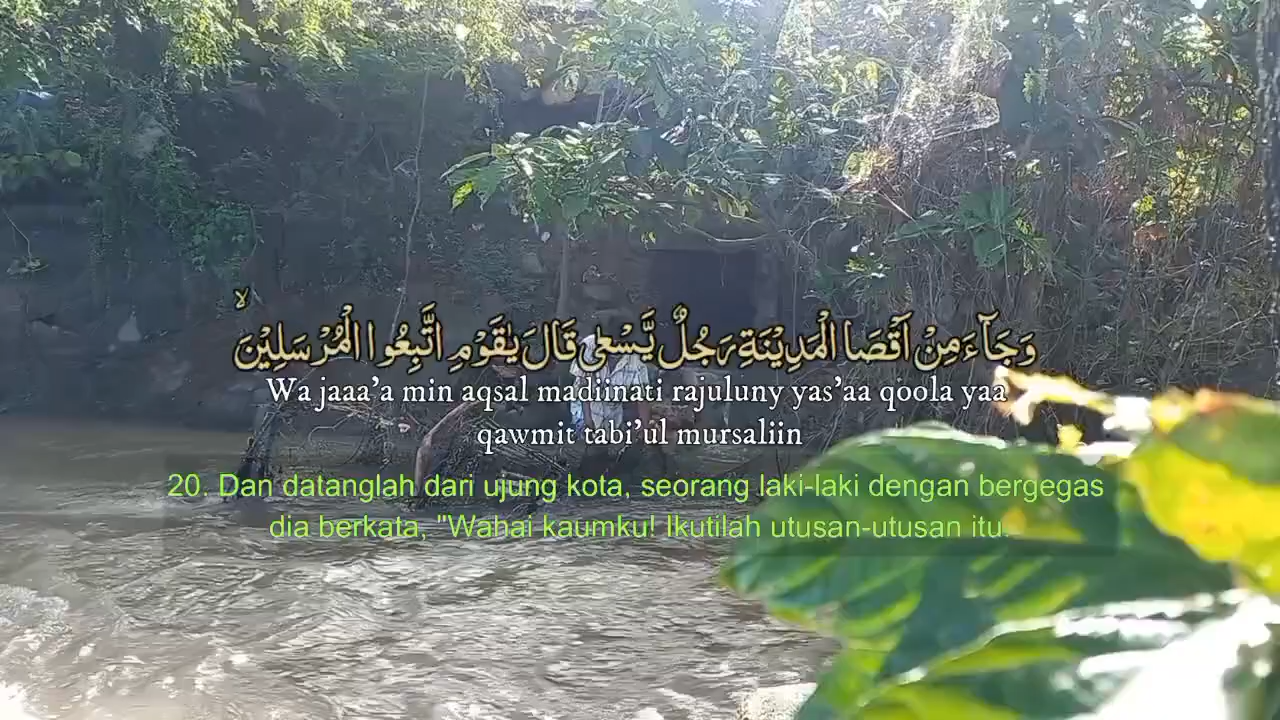 وَجَآءَ مِنْ اَقْصَا الْمَدِيْنَةِ رَجُلٌ يَّسْعٰى قَالَ يٰقَوْمِ اتَّبِعُوا الْمُرْسَلِيْنَۙ
Wa jaaa'a min aqsal madiinati rajuluny yas'aa qoola yaa
qawmit tabi'ul mursaliin
20. Dan datanglah dari ujung kota, seorang laki-laki dengan bergegas
dia berkata, "Wahai kaumku! Ikutilah utusan-utusan itu.